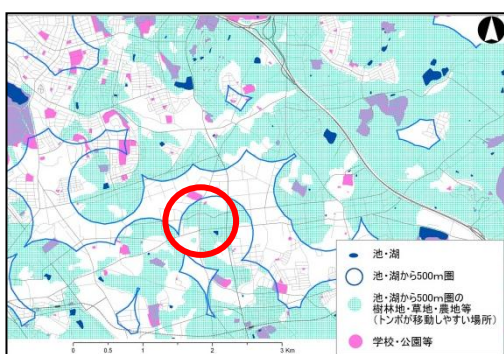 池・湖
池・湖から500m圏
池・湖から500m圏の
樹林地・草地・農地等
(トンボが移動しやすい場所)
学校・公園等
0 0.5 1 2 3 Km